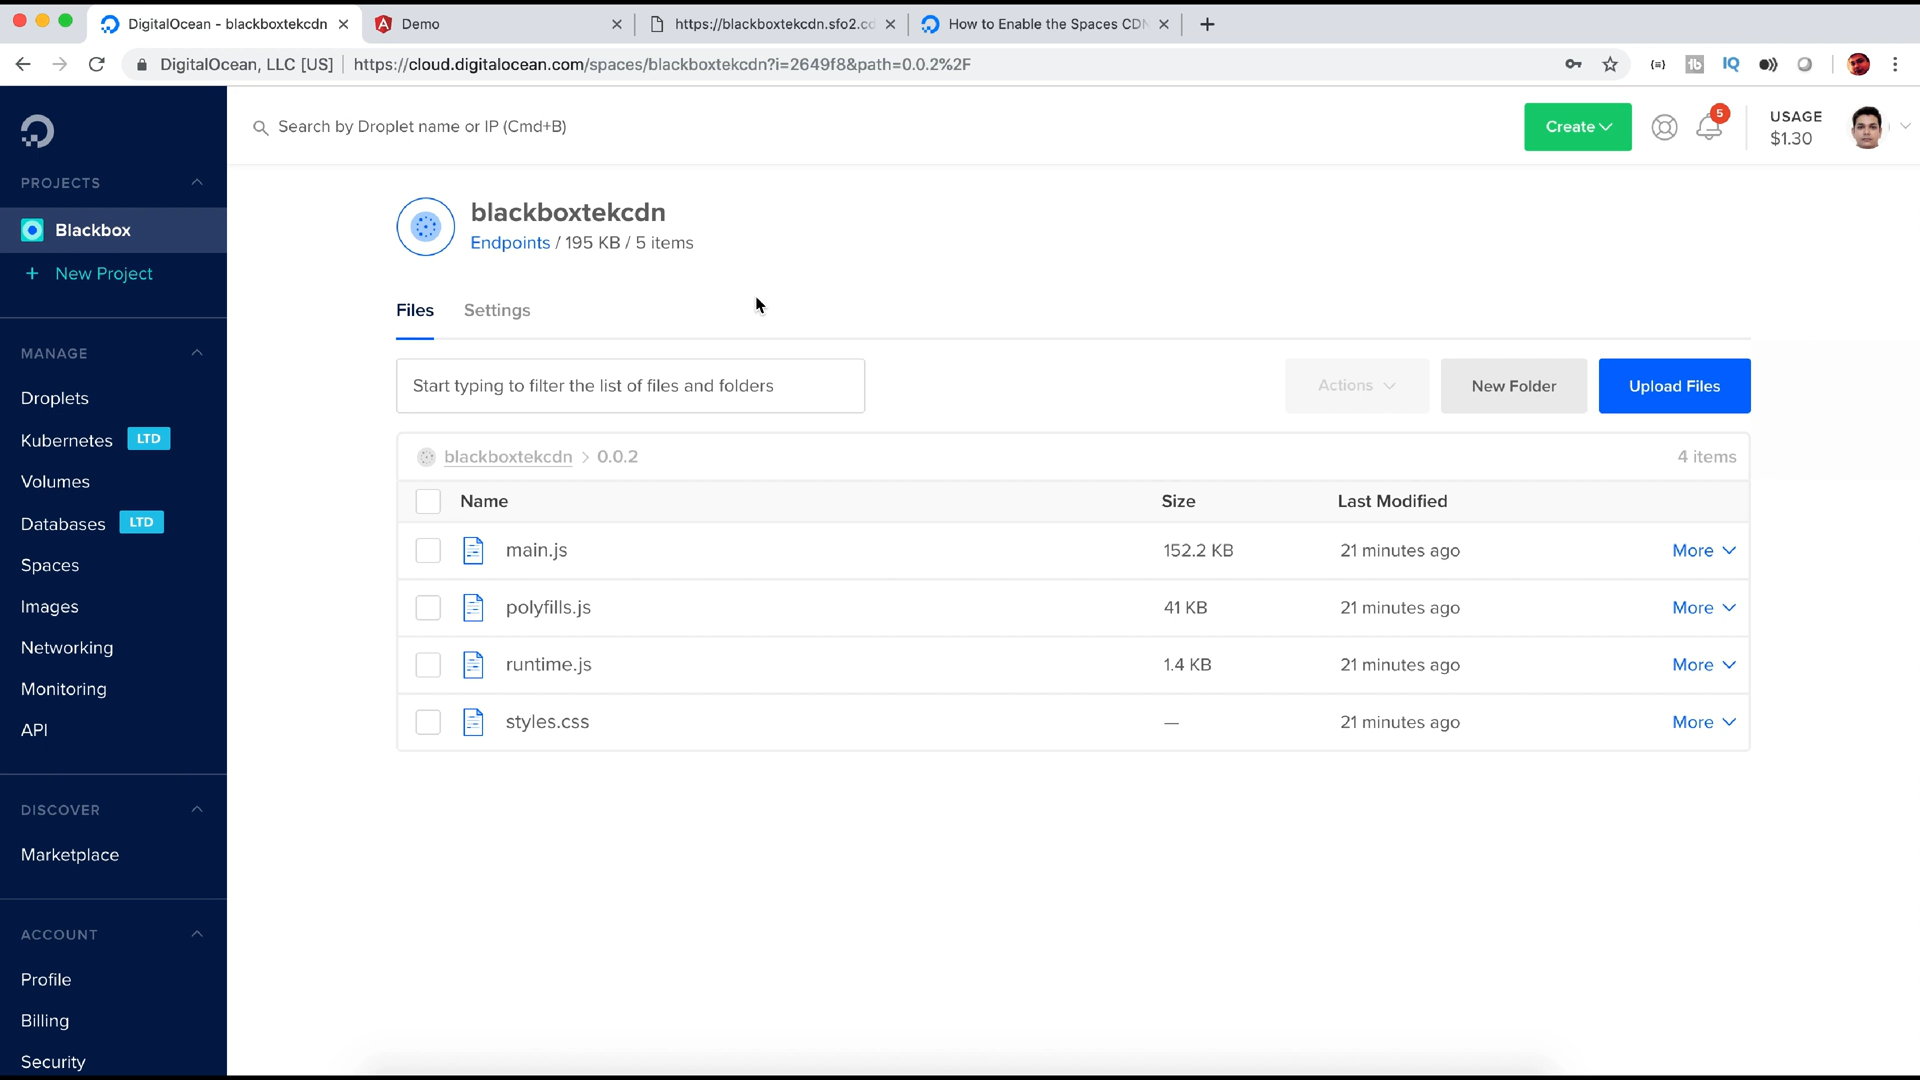 DigitalOcean - blackboxtekcdn
Demo
https://blackboxtekcdn.sfo2.cd
How to Enable the Spaces CDN
DigitalOcean, LLC [US]
https://cloud.digitalocean.com/spaces/blackboxtekcdn?i=2649f8&path=0.0.2%2F
{=}
tb
IQ
Search by Droplet name or IP (Cmd+B)
Create
5
USAGE
$1.30
PROJECTS
Blackbox
+ New Project
MANAGE
Droplets
Kubernetes LTD
Volumes
Databases LTD
Spaces
Images
Networking
Monitoring
API
DISCOVER
Marketplace
ACCOUNT
Profile
Billing
Security
blackboxtekcdn
Endpoints / 195 KB / 5 items
Files
Settings
Start typing to filter the list of files and folders
Actions
New Folder
Upload Files
blackboxtekcdn > 0.0.2
4 items
Name
Size
Last Modified
main.js
152.2 KB
21 minutes ago
More
polyfills.js
41 KB
21 minutes ago
More
runtime.js
1.4 KB
21 minutes ago
More
styles.css
—
21 minutes ago
More